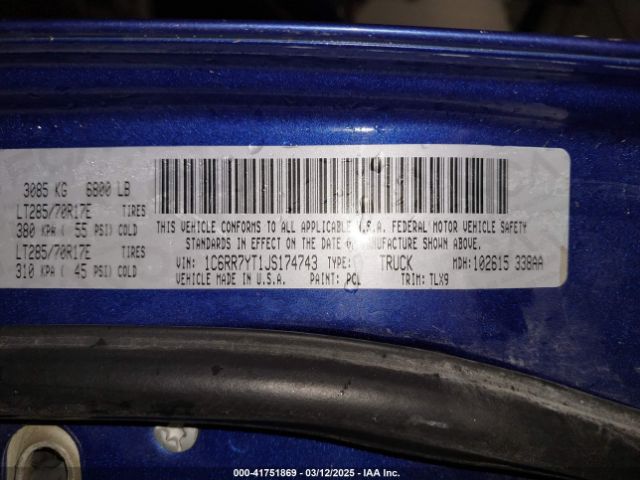 3085 KG 6800 LB
LT285/70R17E TIRES
380 KPA ( 55 PSI) COLD
LT285/70R17E TIRES
310 KPA ( 45 PSI) COLD
THIS VEHICLE CONFORMS TO ALL APPLICABLE U.S.A. FEDERAL MOTOR VEHICLE SAFETY
STANDARDS IN EFFECT ON THE DATE OF MANUFACTURE SHOWN ABOVE.
VIN: 1C6RR7YT1JS174743 TYPE: TRUCK MDH: 102615 338AA
VEHICLE MADE IN U.S.A. PAINT: PCL TRIM: TLX9
000-41751869 - 03/12/2025 - IAA Inc.